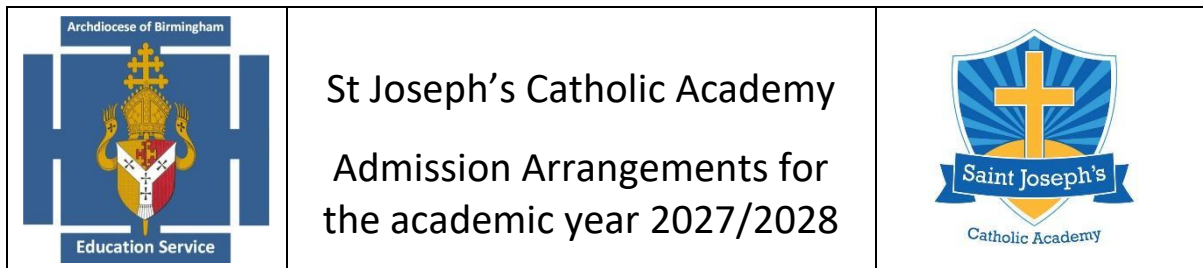 Archdiocese of Birmingham
Education Service
St Joseph’s Catholic Academy
Admission Arrangements for
the academic year 2027/2028
Saint Joseph's
Catholic Academy